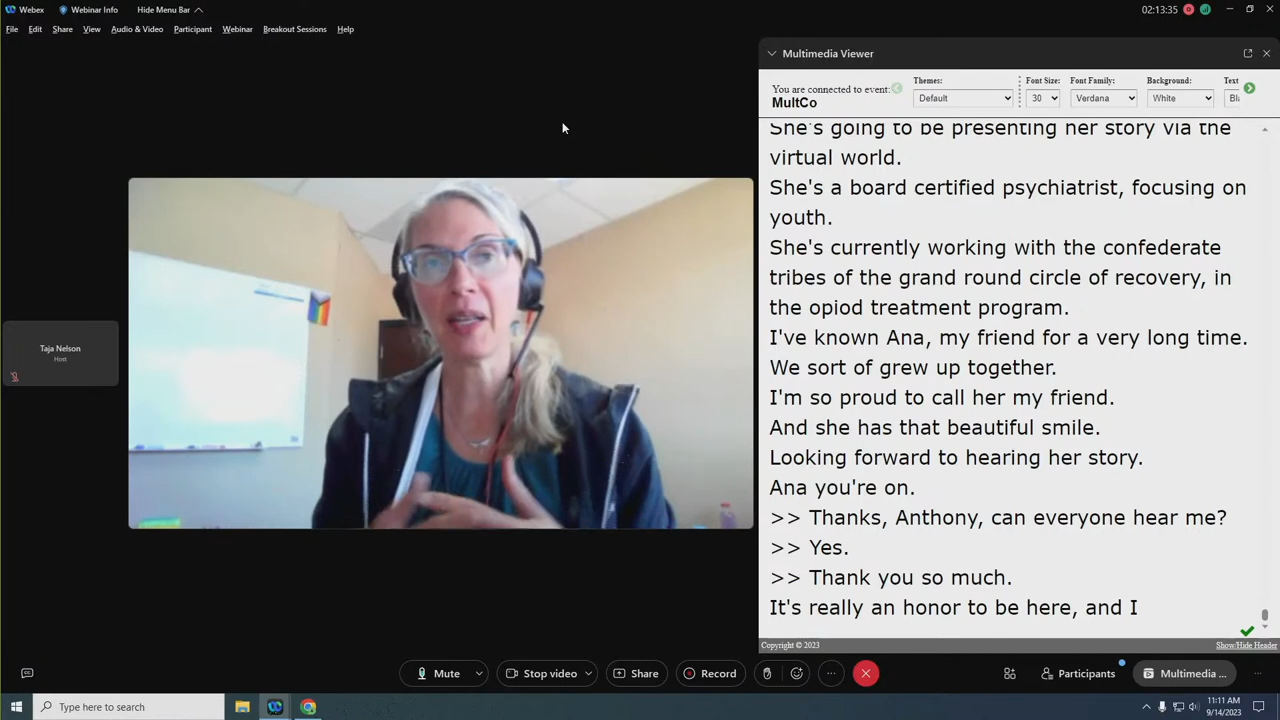 Webex
Webinar Info
Hide Menu Bar
02:13:35
File Edit Share View Audio & Video Participant Webinar Breakout Sessions Help
Multimedia Viewer
You are connected to event:
MultCo
Themes:
Default
Font Size:
30
Font Family:
Verdana
Background:
White
Text
She's going to be presenting her story via the
virtual world.
She's a board certified psychiatrist, focusing on
youth.
She's currently working with the confederate
tribes of the grand round circle of recovery, in
the opiod treatment program.
I've known Ana, my friend for a very long time.
We sort of grew up together.
I'm so proud to call her my friend.
And she has that beautiful smile.
Looking forward to hearing her story.
Ana you're on.
>> Thanks, Anthony, can everyone hear me?
>> Yes.
>> Thank you so much.
It's really an honor to be here, and I
Taja Nelson
Host
Copyright © 2023
Show/Hide Header
Mute
Stop video
Share
Record
Participants
Multimedia ...
Type here to search
11:11 AM
9/14/2023